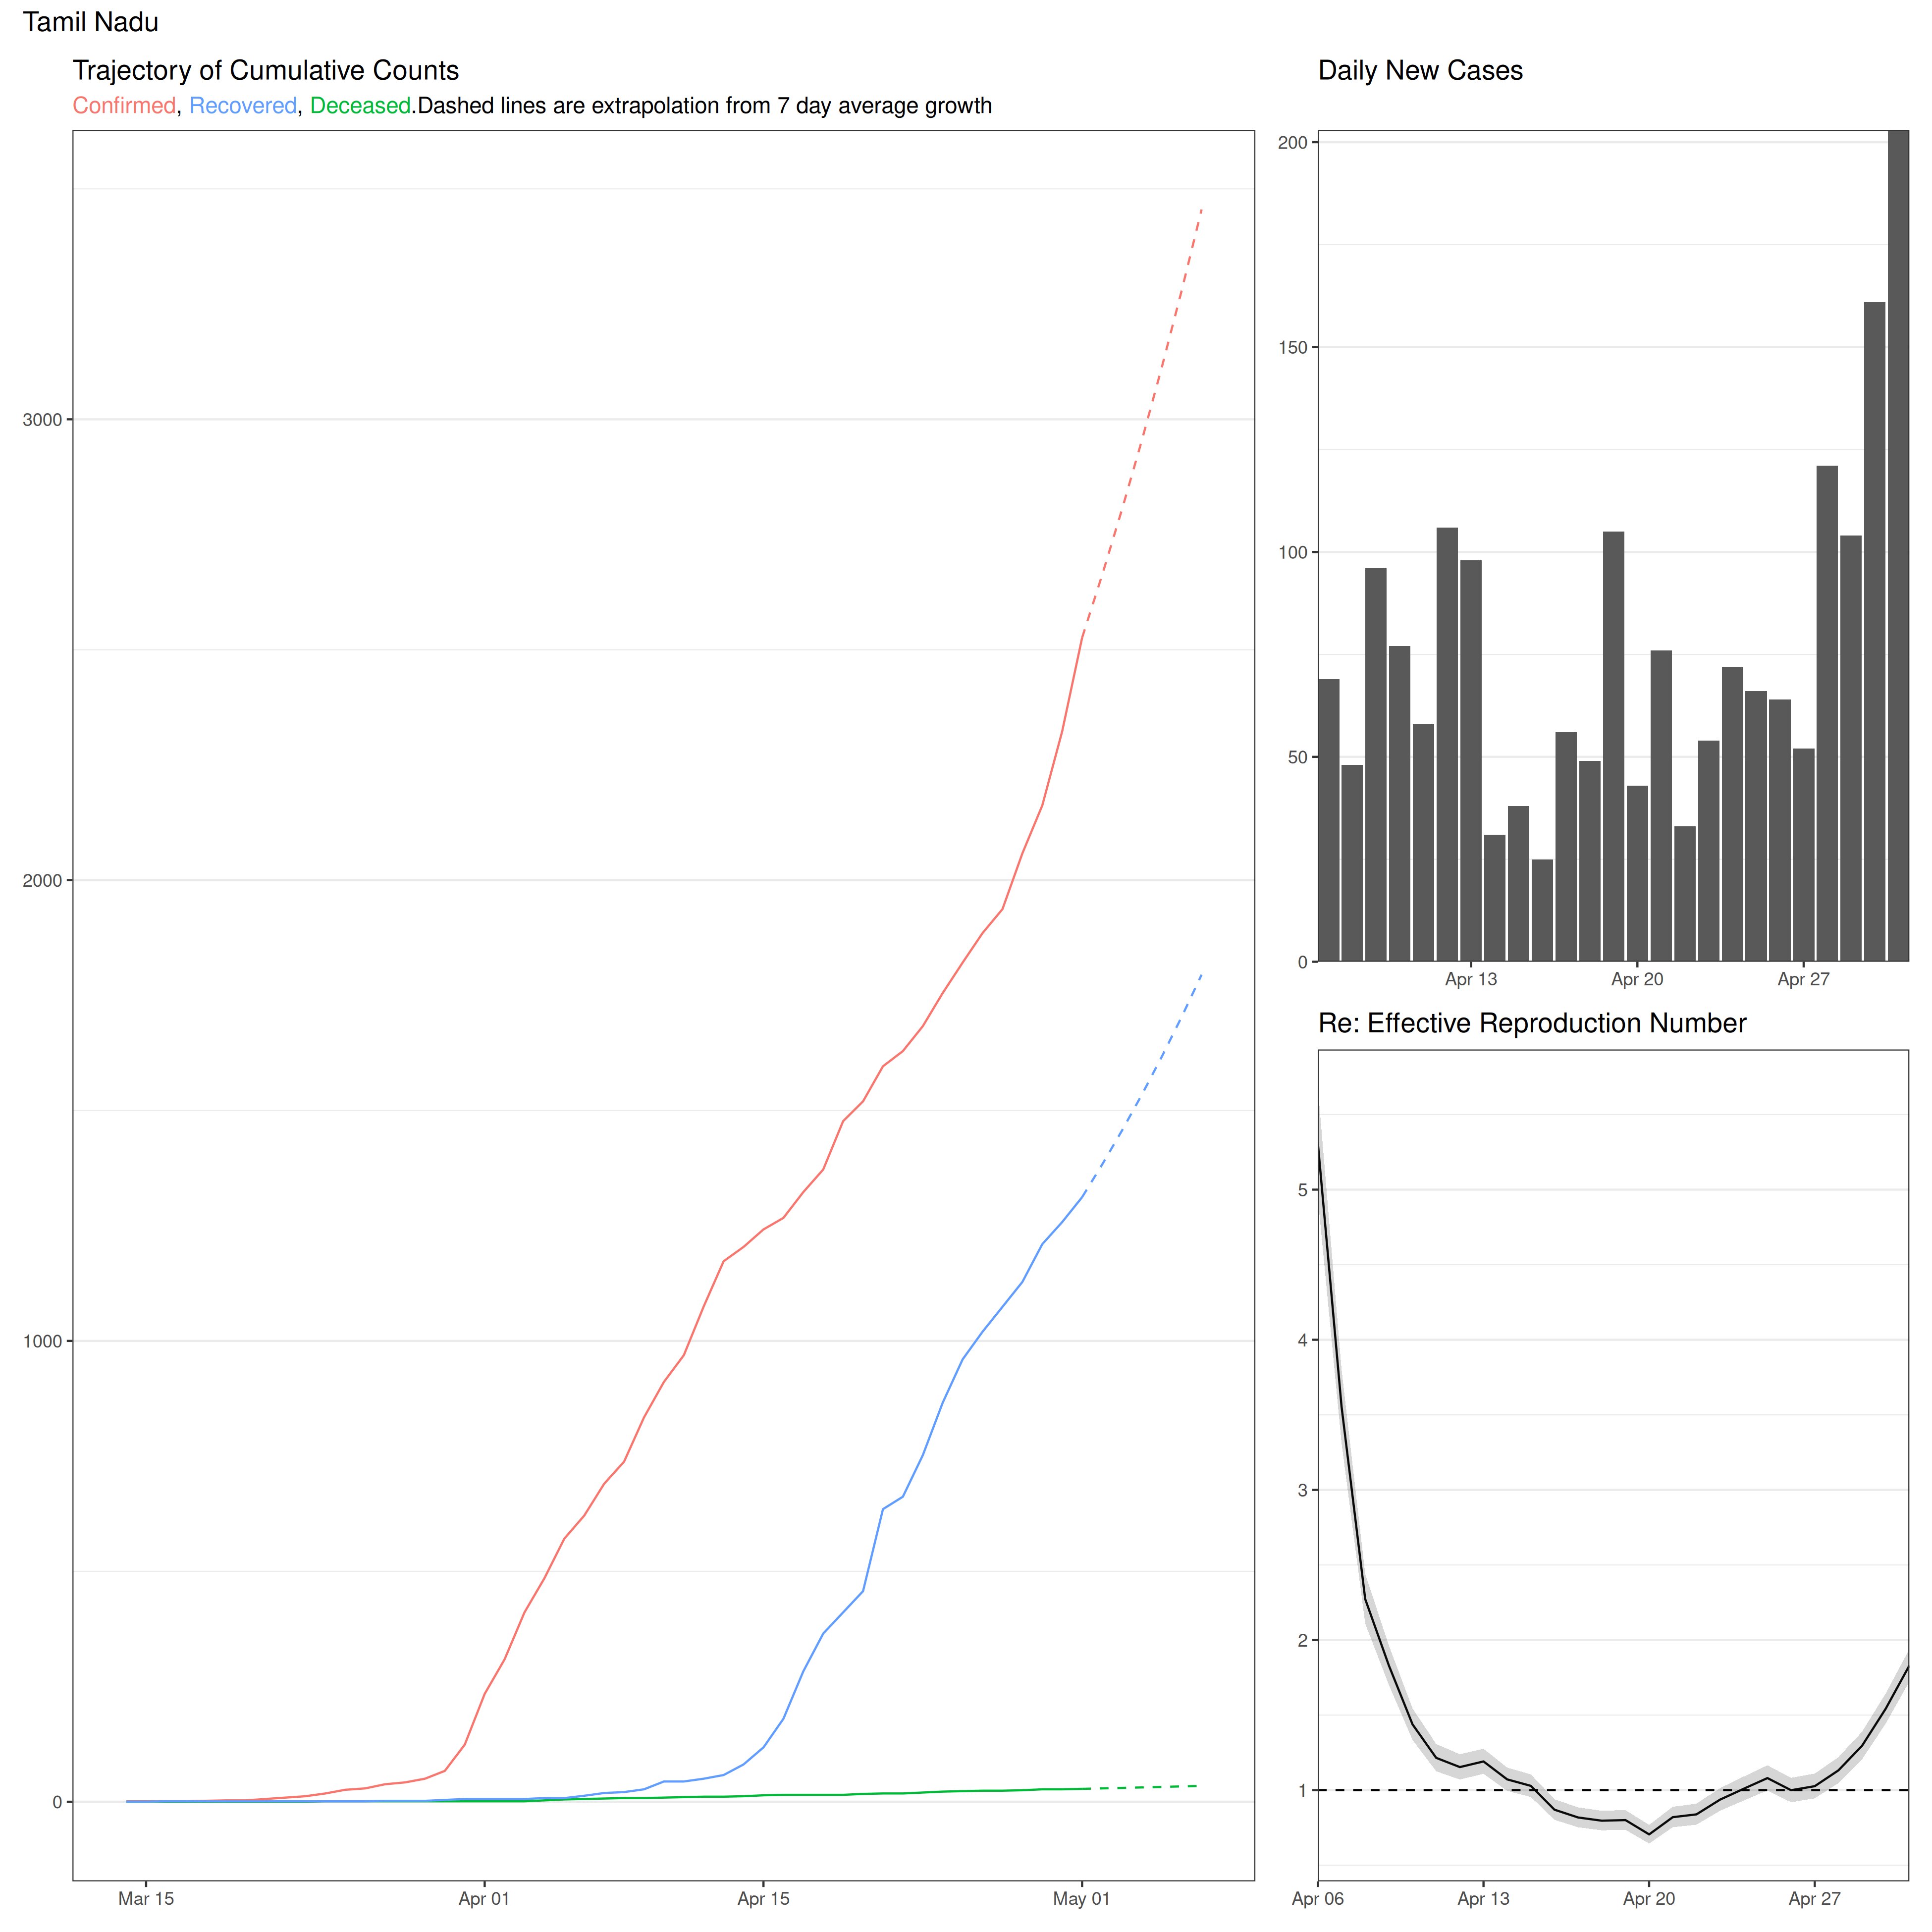 Tamil Nadu
Trajectory of Cumulative Counts
Confirmed, Recovered, Deceased.Dashed lines are extrapolation from 7 day average growth
3000
2000
1000
0
Mar 15 Apr 01 Apr 15 May 01
Daily New Cases
200
150
100
50
0
Apr 13 Apr 20 Apr 27
Re: Effective Reproduction Number
5
4
3
2
1
Apr 06 Apr 13 Apr 20 Apr 27